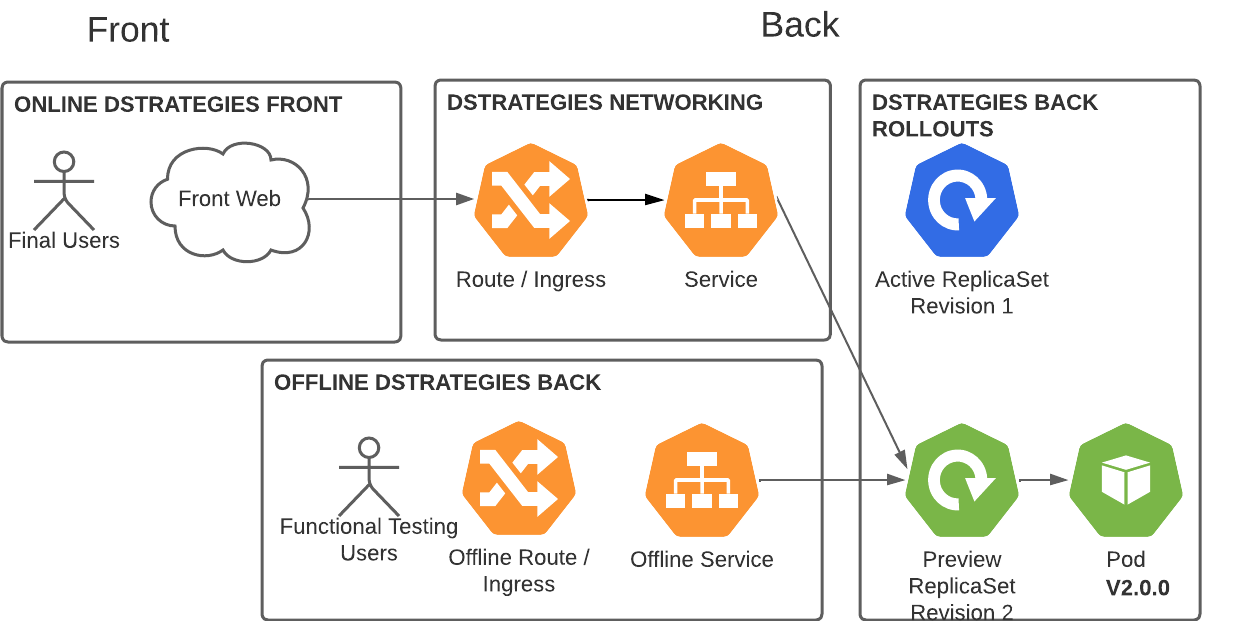 Front
Back
ONLINE DSTRATEGIES FRONT
Final Users
Front Web
DSTRATEGIES NETWORKING
Route / Ingress
Service
DSTRATEGIES BACK
ROLLOUTS
Active ReplicaSet
Revision 1
OFFLINE DSTRATEGIES BACK
Functional Testing
Users
Offline Route /
Ingress
Offline Service
Preview
ReplicaSet
Revision 2
Pod
V2.0.0